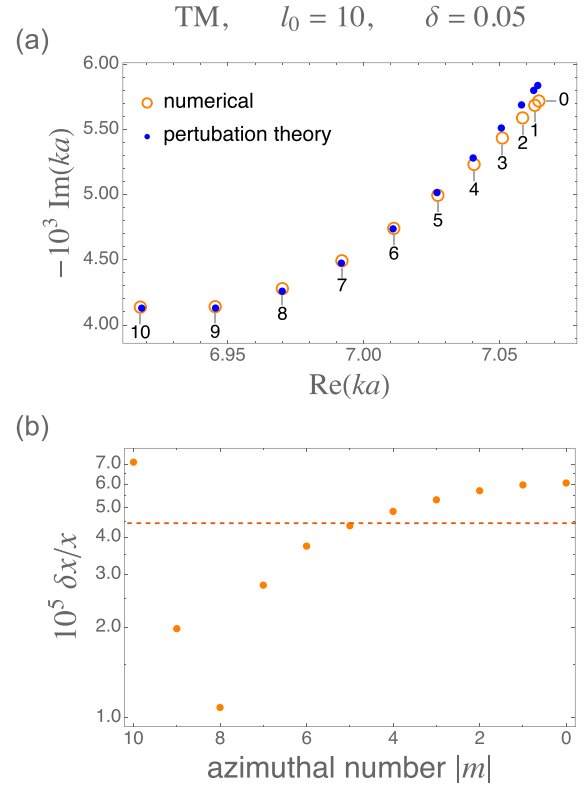 TM, l₀ = 10, δ = 0.05
(a)
6.00
5.50
5.00
4.50
4.00
−10³ Im(ka)
numerical
pertubation theory
0
1
2
3
4
5
6
7
8
9
10
6.95 7.00 7.05
Re(ka)
(b)
7.0
6.0
5.0
4.0
3.0
2.0
1.0
10⁵ δx/x
10 8 6 4 2 0
azimuthal number |m|